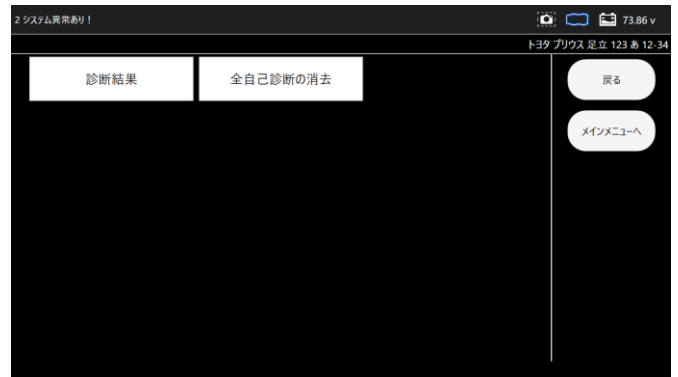 2 システム異常あり！
73.86 v
トヨタ プリウス 足立 123 あ 12-34
診断結果
全自己診断の消去
戻る
メインメニューへ